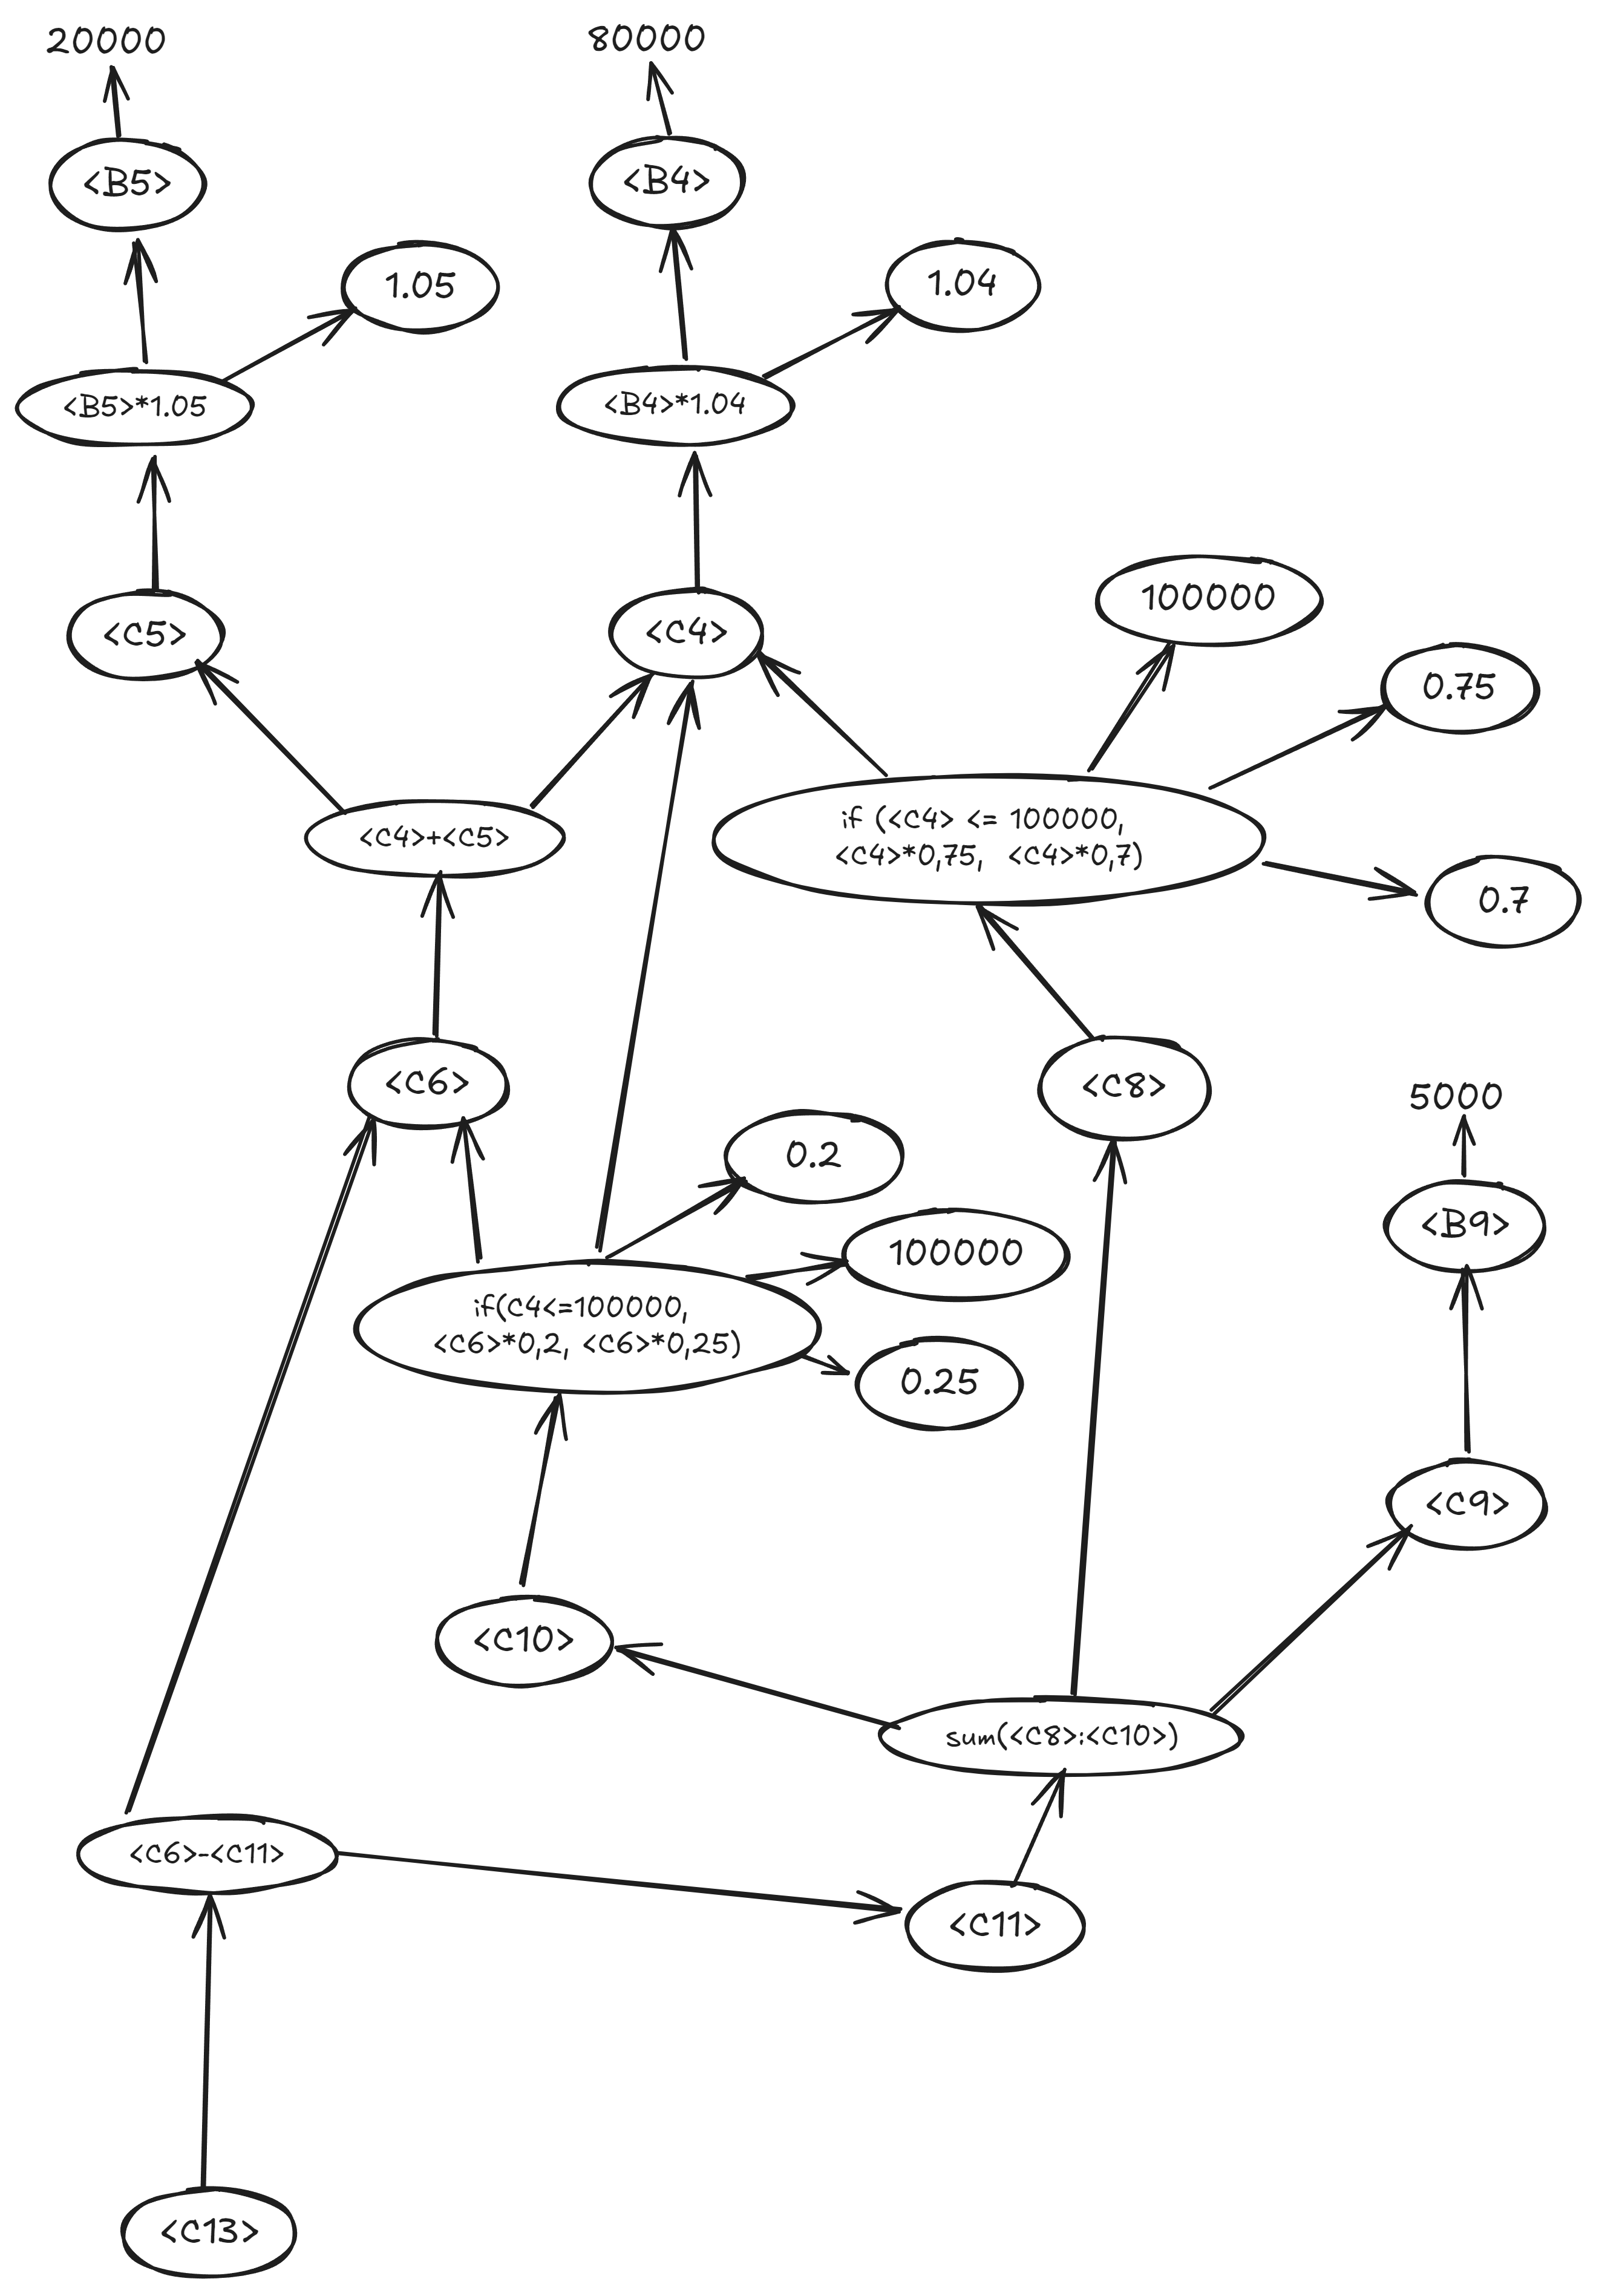 20000
80000
<B5>
<B4>
1.05
1.04
<B5>*1.05
<B4>*1.04
100000
<C5>
<C4>
0.75
<C4>+<C5>
if (<C4> <= 100000,
<C4>*0,75, <C4>*0,7)
0.7
<C6>
<C8>
5000
0.2
<B9>
100000
if(C4<=100000,
<C6>*0,2, <C6>*0,25)
0.25
<C9>
<C10>
sum(<C8>:<C10>)
<C6>-<C11>
<C11>
<C13>